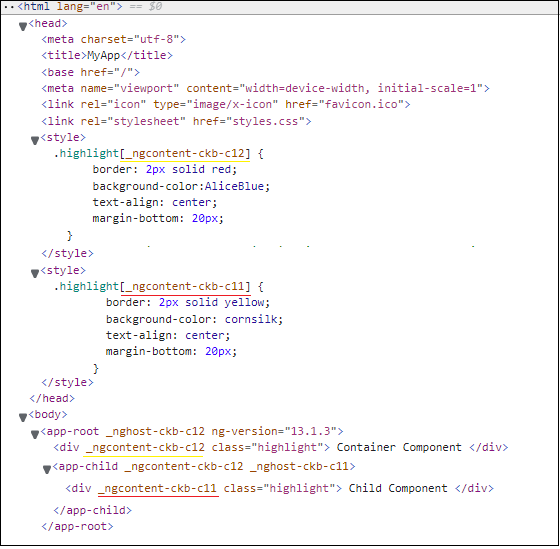 ··<html lang="en"> == $0
<head>
<meta charset="utf-8">
<title>MyApp</title>
<base href="/">
<meta name="viewport" content="width=device-width, initial-scale=1">
<link rel="icon" type="image/x-icon" href="favicon.ico">
<link rel="stylesheet" href="styles.css">
<style>
.highlight[_ngcontent-ckb-c12] {
border: 2px solid red;
background-color:AliceBlue;
text-align: center;
margin-bottom: 20px;
}
</style>
<style>
.highlight[_ngcontent-ckb-c11] {
border: 2px solid yellow;
background-color: cornsilk;
text-align: center;
margin-bottom: 20px;
}
</style>
</head>
<body>
<app-root _nghost-ckb-c12 ng-version="13.1.3">
<div _ngcontent-ckb-c12 class="highlight"> Container Component </div>
<app-child _ngcontent-ckb-c12 _nghost-ckb-c11>
<div _ngcontent-ckb-c11 class="highlight"> Child Component </div>
</app-child>
</app-root>